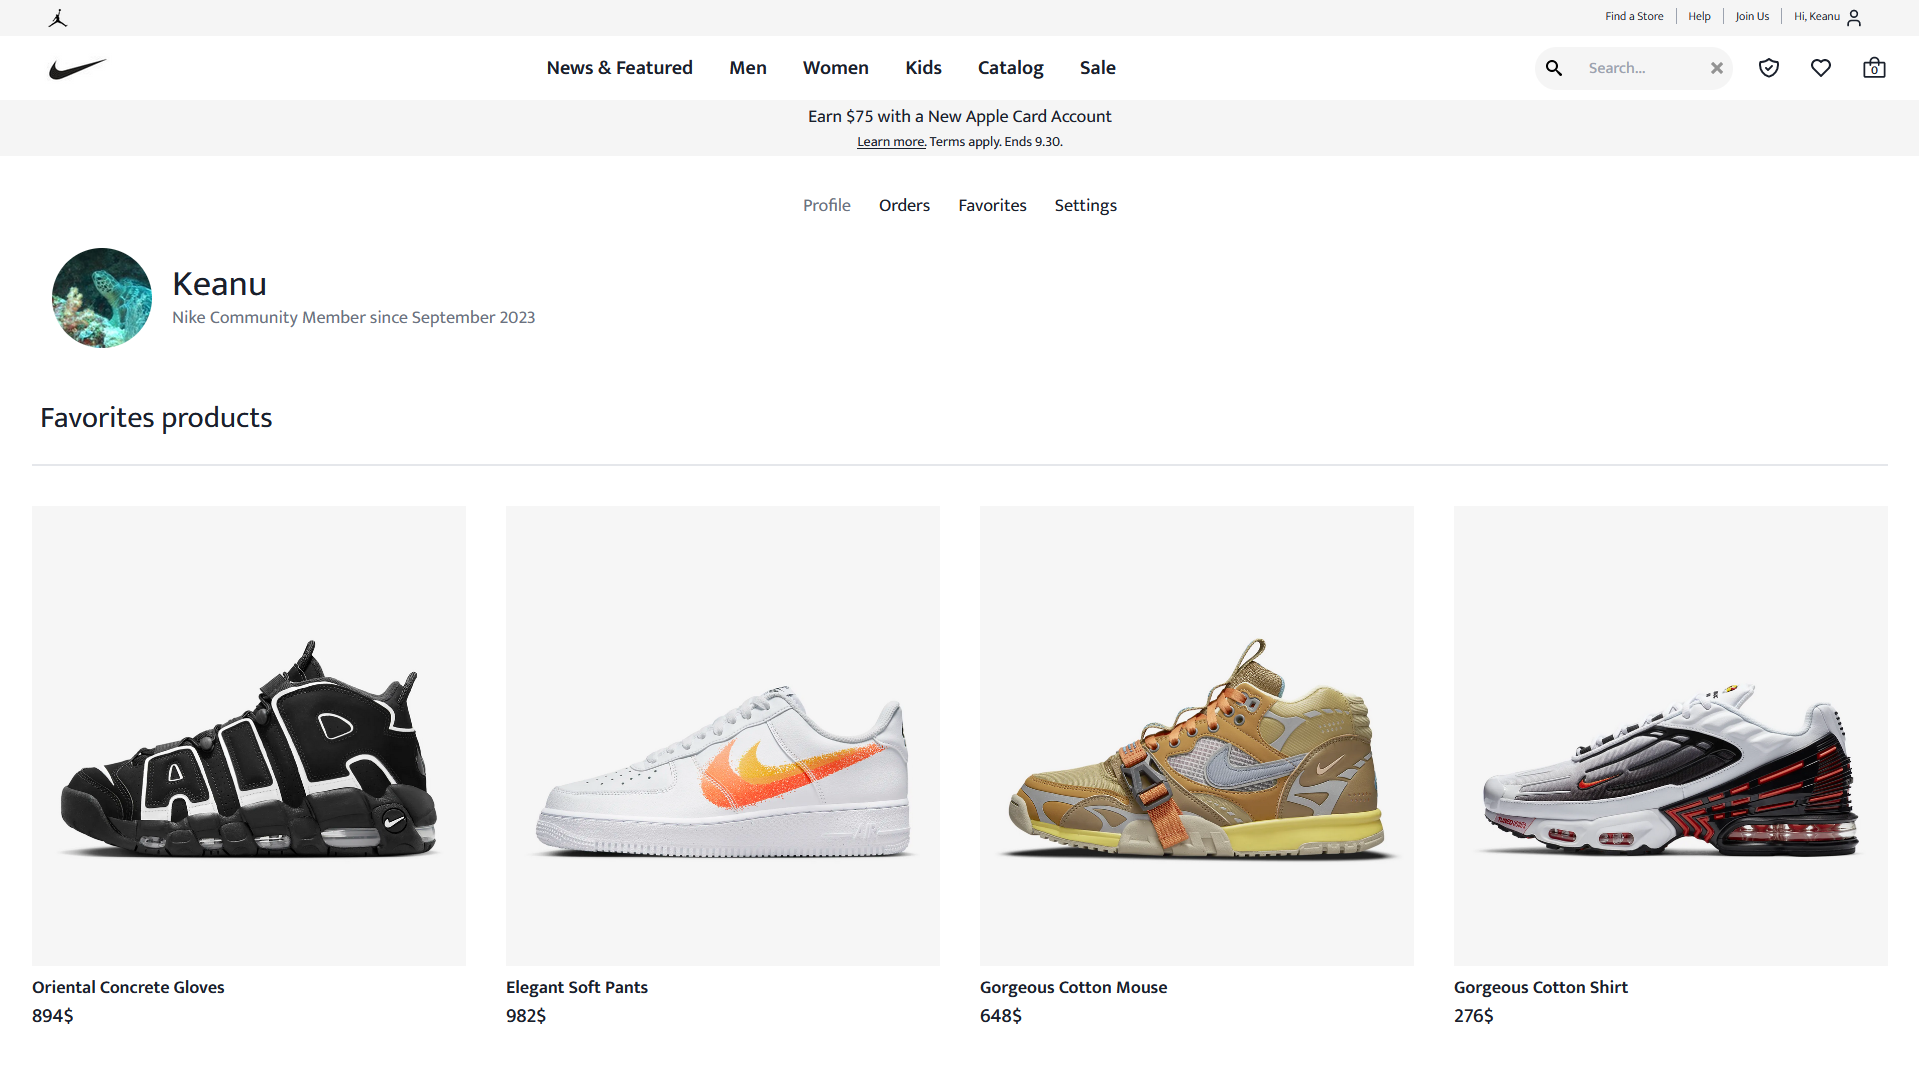 Find a Store
Help
Join Us
Hi, Keanu
News & Featured
Men
Women
Kids
Catalog
Sale
Search...
0
Earn $75 with a New Apple Card Account
Learn more. Terms apply. Ends 9.30.
Profile
Orders
Favorites
Settings
Keanu
Nike Community Member since September 2023
Favorites products
AIR
Oriental Concrete Gloves
894$
Elegant Soft Pants
982$
Gorgeous Cotton Mouse
648$
Gorgeous Cotton Shirt
276$